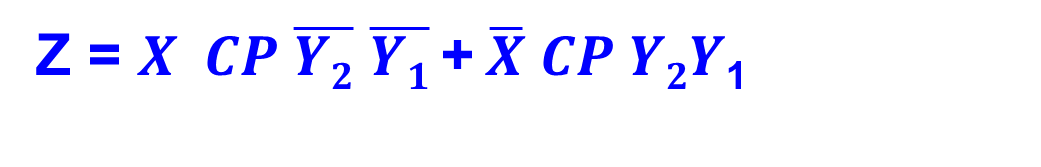 Z = X CP Y̅₂ Y̅₁ + X̅ CP Y₂Y₁